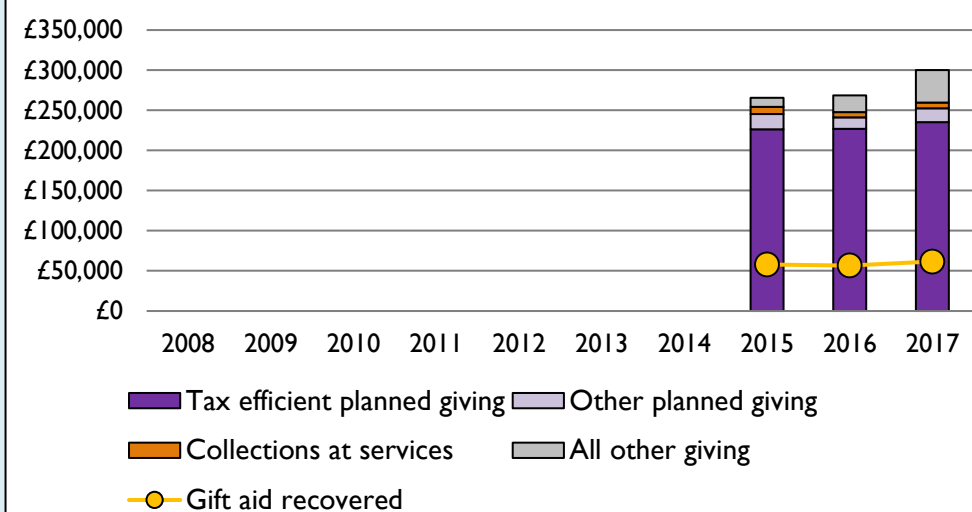 £350,000
£300,000
£250,000
£200,000
£150,000
£100,000
£50,000
£0
2008 2009 2010 2011 2012 2013 2014 2015 2016 2017
Tax efficient planned giving Other planned giving
Collections at services All other giving
Gift aid recovered